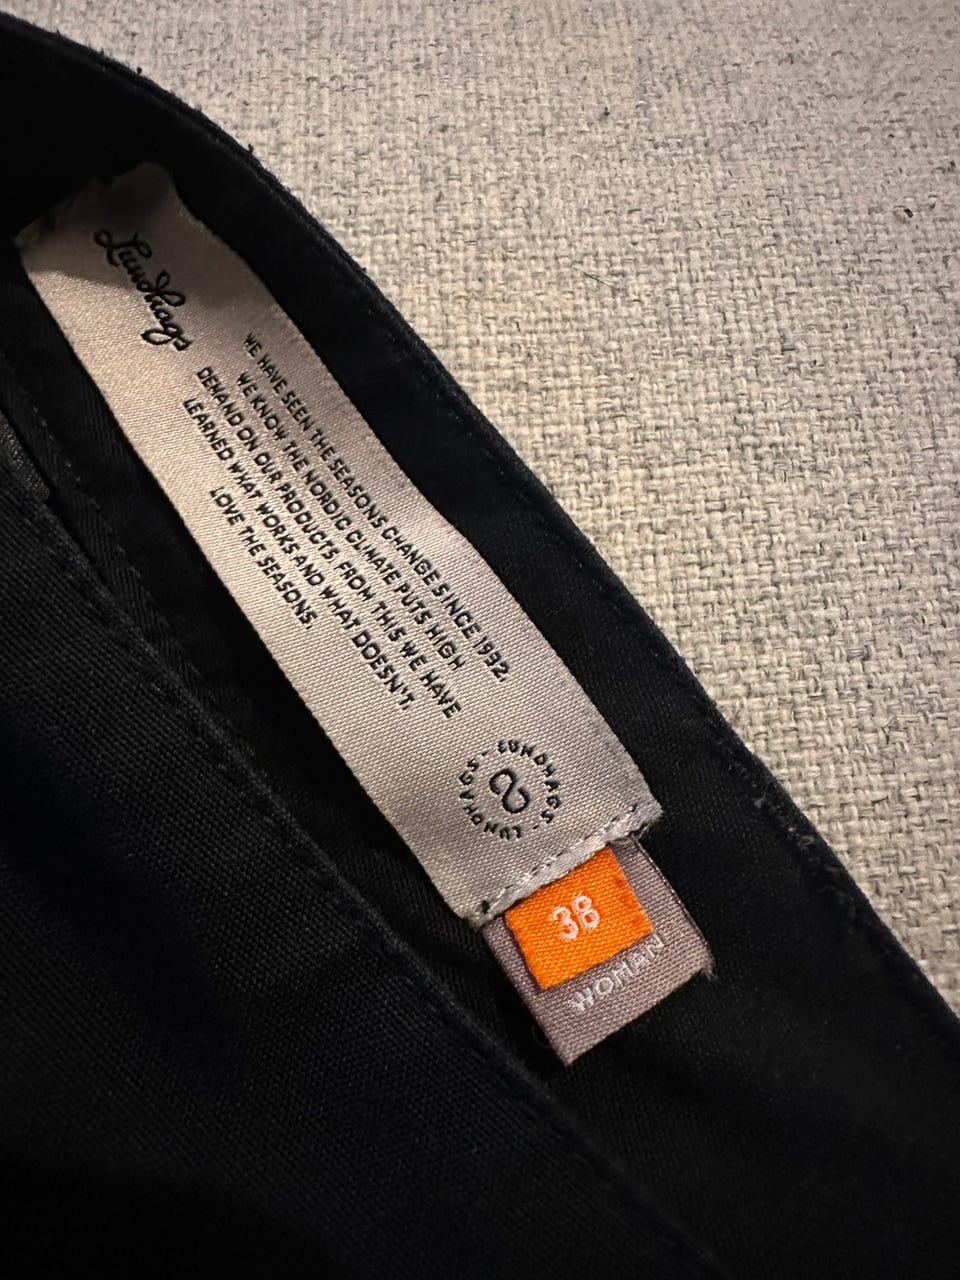 Lundhags
WE HAVE SEEN THE SEASONS CHANGE SINCE 1932.
WE KNOW THE NORDIC CLIMATE PUTS HIGH
DEMAND ON OUR PRODUCTS. FROM THIS WE HAVE
LEARNED WHAT WORKS AND WHAT DOESN'T.
LOVE THE SEASONS.
LUNDHAGS · LUNDHAGS ·
38
WOMAN